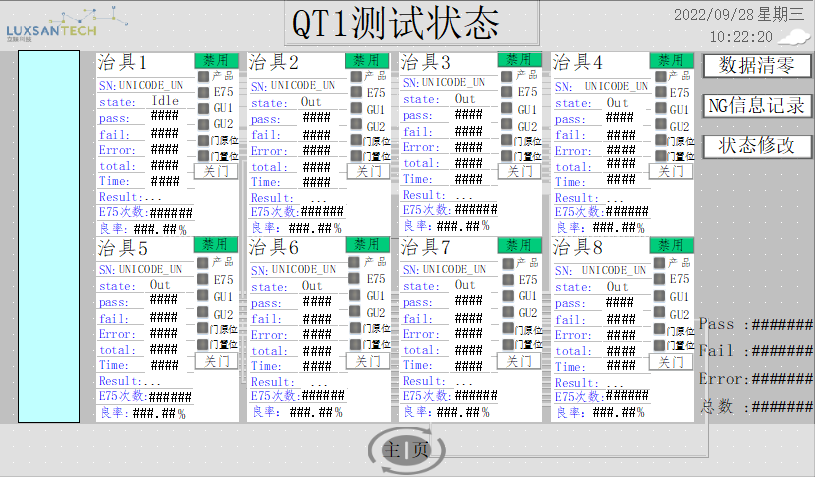 LUXSANTECH
立臻科技
QT1测试状态
2022/09/28 星期三
10:22:20
数据清零
NG信息记录
状态修改
治具1 禁用
SN: UNICODE_UN 产品
state: Idle E75
pass: #### GU1
fail: #### GU2
Error: #### 门原位
total: #### 门置位
Time: #### 关门
Result: ...
E75次数: ######
良率: ###.##%
治具2 禁用
SN: UNICODE_UN 产品
state: Out E75
pass: #### GU1
fail: #### GU2
Error: #### 门原位
total: #### 门置位
Time: #### 关门
Result: ...
E75次数: ######
良率: ###.##%
治具3 禁用
SN: UNICODE_UN 产品
state: Out E75
pass: #### GU1
fail: #### GU2
Error: #### 门原位
total: #### 门置位
Time: #### 关门
Result: ...
E75次数: ######
良率: ###.##%
治具4 禁用
SN: UNICODE_UN 产品
state: Out E75
pass: #### GU1
fail: #### GU2
Error: #### 门原位
total: #### 门置位
Time: #### 关门
Result: ...
E75次数: ######
良率: ###.##%
治具5 禁用
SN: UNICODE_UN 产品
state: Out E75
pass: #### GU1
fail: #### GU2
Error: #### 门原位
total: #### 门置位
Time: #### 关门
Result: ...
E75次数: ######
良率: ###.##%
治具6 禁用
SN: UNICODE_UN 产品
state: Out E75
pass: #### GU1
fail: #### GU2
Error: #### 门原位
total: #### 门置位
Time: #### 关门
Result: ...
E75次数: ######
良率: ###.##%
治具7 禁用
SN: UNICODE_UN 产品
state: Out E75
pass: #### GU1
fail: #### GU2
Error: #### 门原位
total: #### 门置位
Time: #### 关门
Result: ...
E75次数: ######
良率: ###.##%
治具8 禁用
SN: UNICODE_UN 产品
state: Out E75
pass: #### GU1
fail: #### GU2
Error: #### 门原位
total: #### 门置位
Time: #### 关门
Result: ...
E75次数: ######
良率: ###.##%
Pass :#######
Fail :#######
Error:#######
总数 :#######
主页